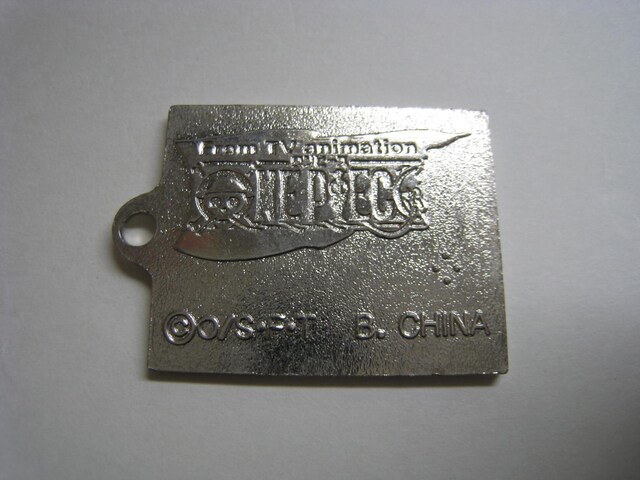 From TV animation
ONE PIECE
©O/S・F・T B. CHINA